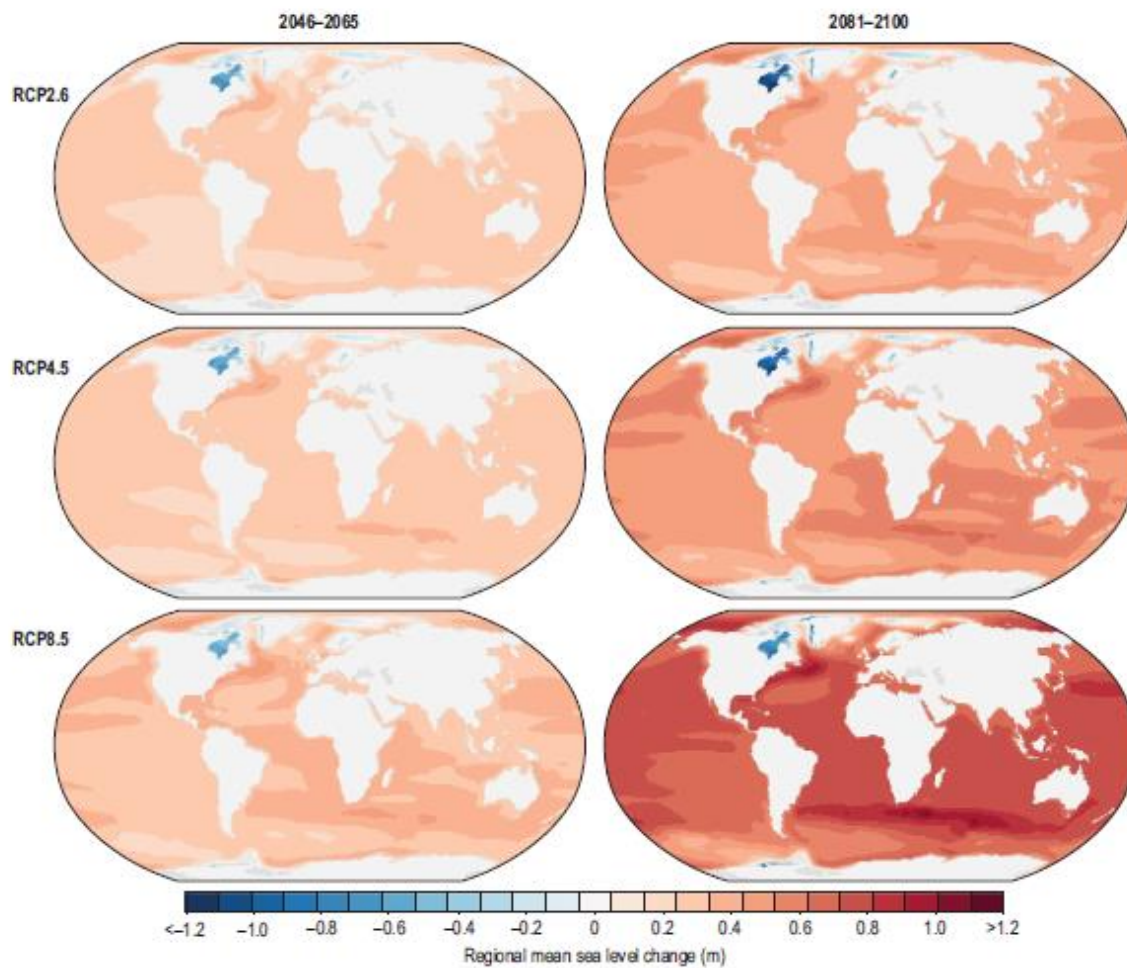 2046–2065 2081–2100
RCP2.6
RCP4.5
RCP8.5
<–1.2 –1.0 –0.8 –0.6 –0.4 –0.2 0 0.2 0.4 0.6 0.8 1.0 >1.2
Regional mean sea level change (m)